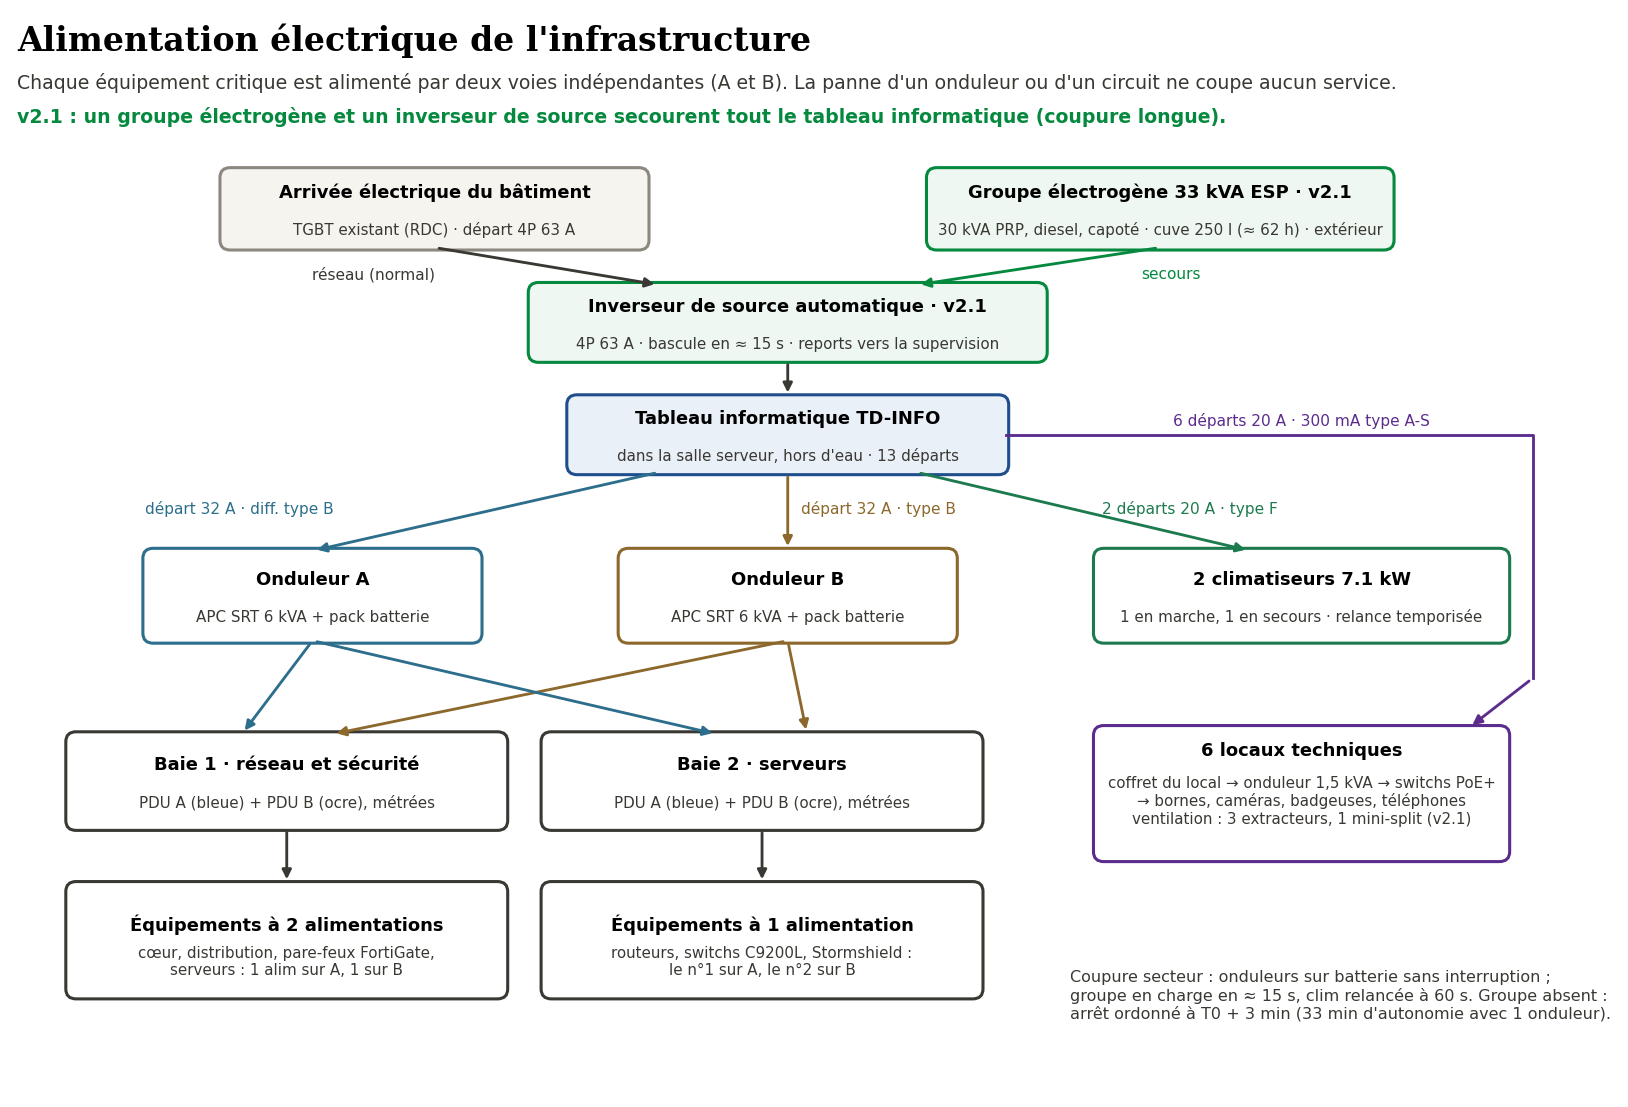 Alimentation électrique de l'infrastructure
Chaque équipement critique est alimenté par deux voies indépendantes (A et B). La panne d'un onduleur ou d'un circuit ne coupe aucun service.
v2.1 : un groupe électrogène et un inverseur de source secourent tout le tableau informatique (coupure longue).
Arrivée électrique du bâtiment
TGBT existant (RDC) · départ 4P 63 A
Groupe électrogène 33 kVA ESP · v2.1
30 kVA PRP, diesel, capoté · cuve 250 l (≈ 62 h) · extérieur
réseau (normal)
secours
Inverseur de source automatique · v2.1
4P 63 A · bascule en ≈ 15 s · reports vers la supervision
Tableau informatique TD-INFO
dans la salle serveur, hors d'eau · 13 départs
6 départs 20 A · 300 mA type A-S
départ 32 A · diff. type B
départ 32 A · type B
2 départs 20 A · type F
Onduleur A
APC SRT 6 kVA + pack batterie
Onduleur B
APC SRT 6 kVA + pack batterie
2 climatiseurs 7.1 kW
1 en marche, 1 en secours · relance temporisée
Baie 1 · réseau et sécurité
PDU A (bleue) + PDU B (ocre), métrées
Baie 2 · serveurs
PDU A (bleue) + PDU B (ocre), métrées
6 locaux techniques
coffret du local → onduleur 1,5 kVA → switchs PoE+
→ bornes, caméras, badgeuses, téléphones
ventilation : 3 extracteurs, 1 mini-split (v2.1)
Équipements à 2 alimentations
cœur, distribution, pare-feux FortiGate,
serveurs : 1 alim sur A, 1 sur B
Équipements à 1 alimentation
routeurs, switchs C9200L, Stormshield :
le n°1 sur A, le n°2 sur B
Coupure secteur : onduleurs sur batterie sans interruption ;
groupe en charge en ≈ 15 s, clim relancée à 60 s. Groupe absent :
arrêt ordonné à T0 + 3 min (33 min d'autonomie avec 1 onduleur).